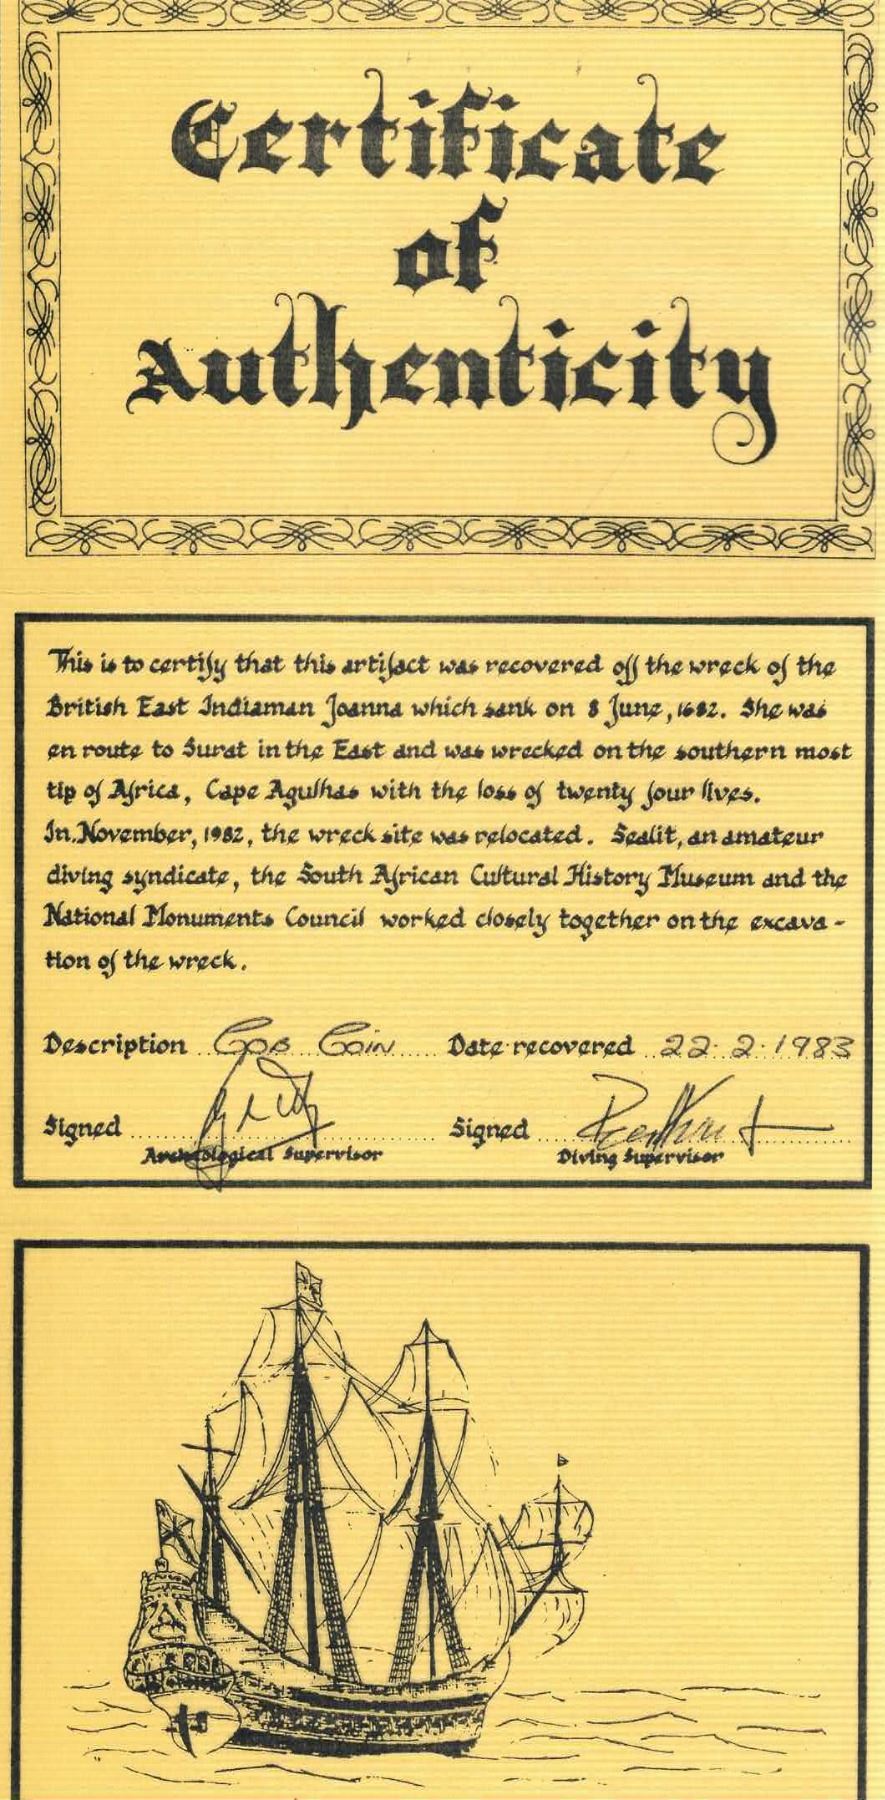 Certificate
of
Authenticity
This is to certify that this artifact was recovered off the wreck of the
British East Indiaman Joanna which sank on 8 June, 1682. She was
en route to Surat in the East and was wrecked on the southern most
tip of Africa, Cape Agulhas with the loss of twenty four lives.
In November, 1982, the wreck site was relocated. Sealit, an amateur
diving syndicate, the South African Cultural History Museum and the
National Monuments Council worked closely together on the excava-
tion of the wreck.
Description Cob Coin Date recovered 22·2·1983
Signed Signed
Archeological Supervisor Diving Supervisor